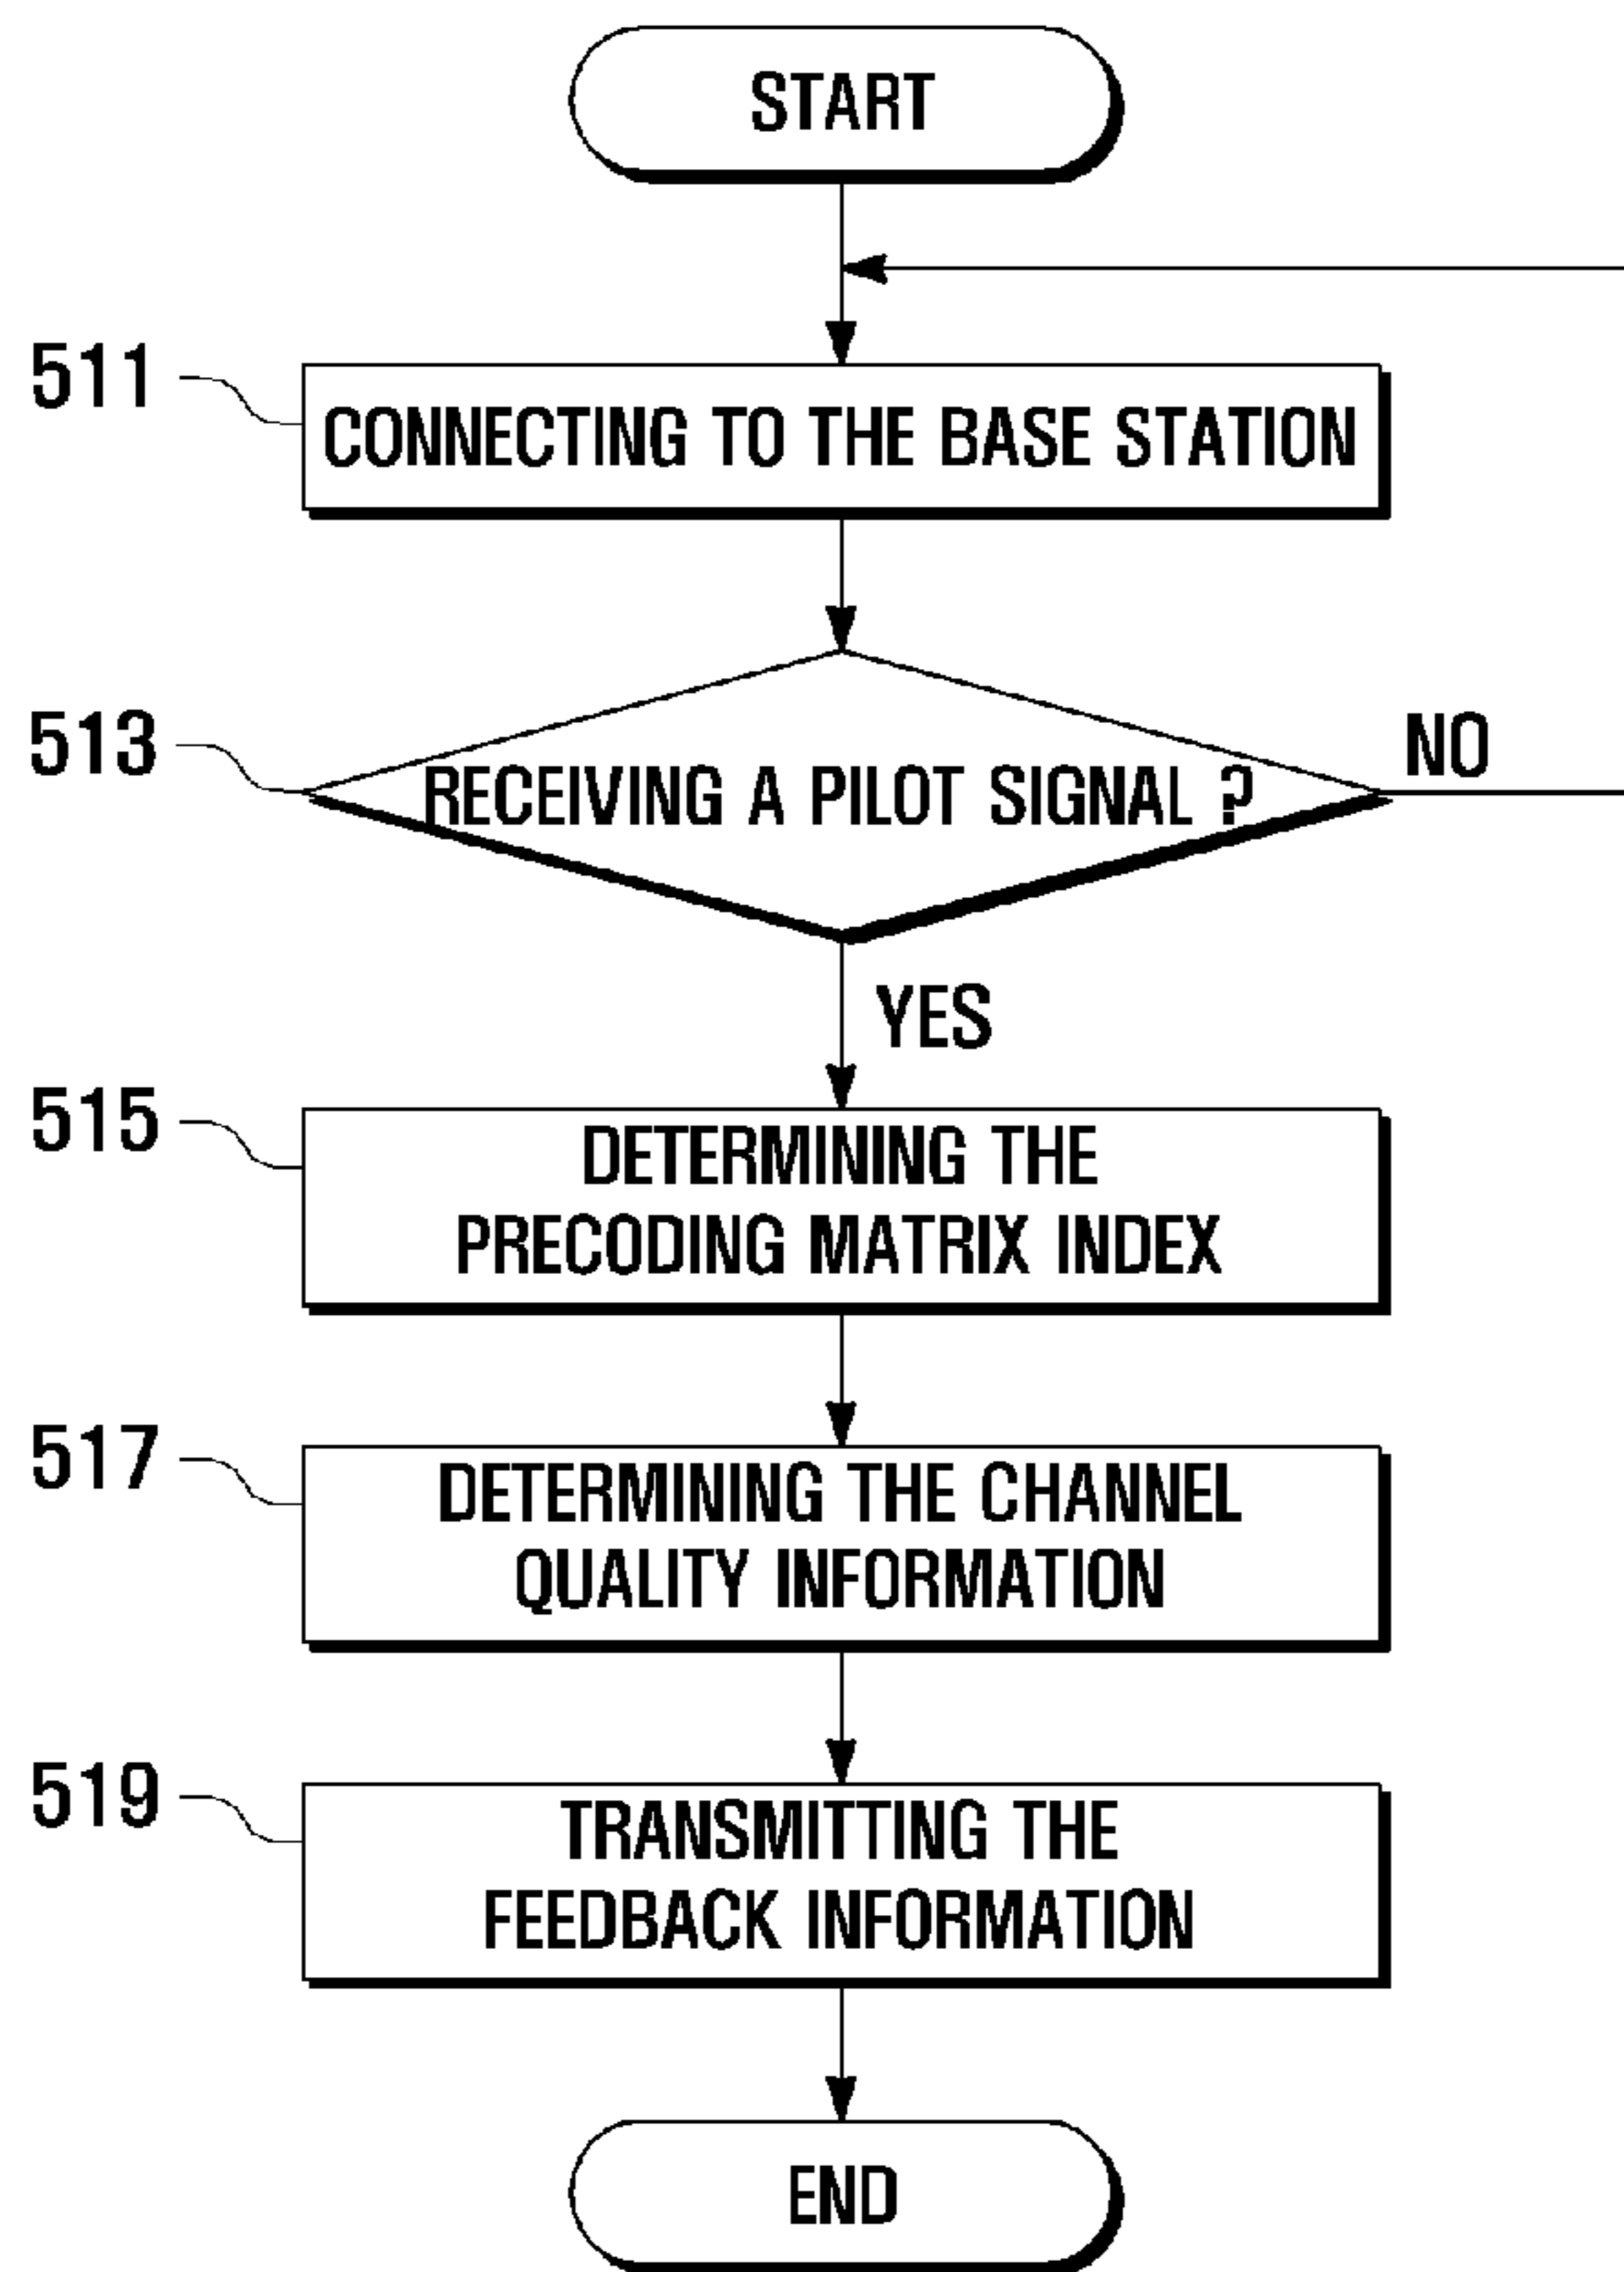 START
511
CONNECTING TO THE BASE STATION
513
RECEIVING A PILOT SIGNAL ?
NO
YES
515
DETERMINING THE
PRECODING MATRIX INDEX
517
DETERMINING THE CHANNEL
QUALITY INFORMATION
519
TRANSMITTING THE
FEEDBACK INFORMATION
END